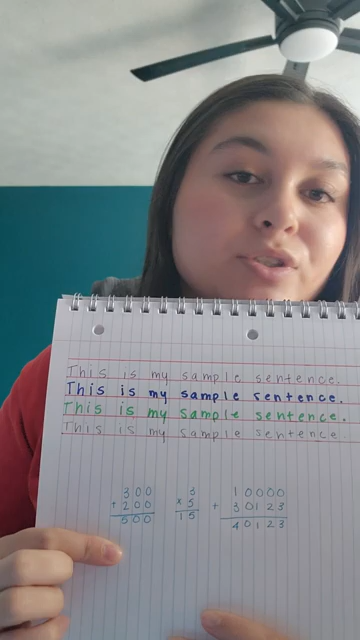 This is my sample sentence.
This is my sample sentence.
This is my sample sentence.
This is my sample sentence.
300 3 10000
+ 200 × 5 + 30123
500 15 40123